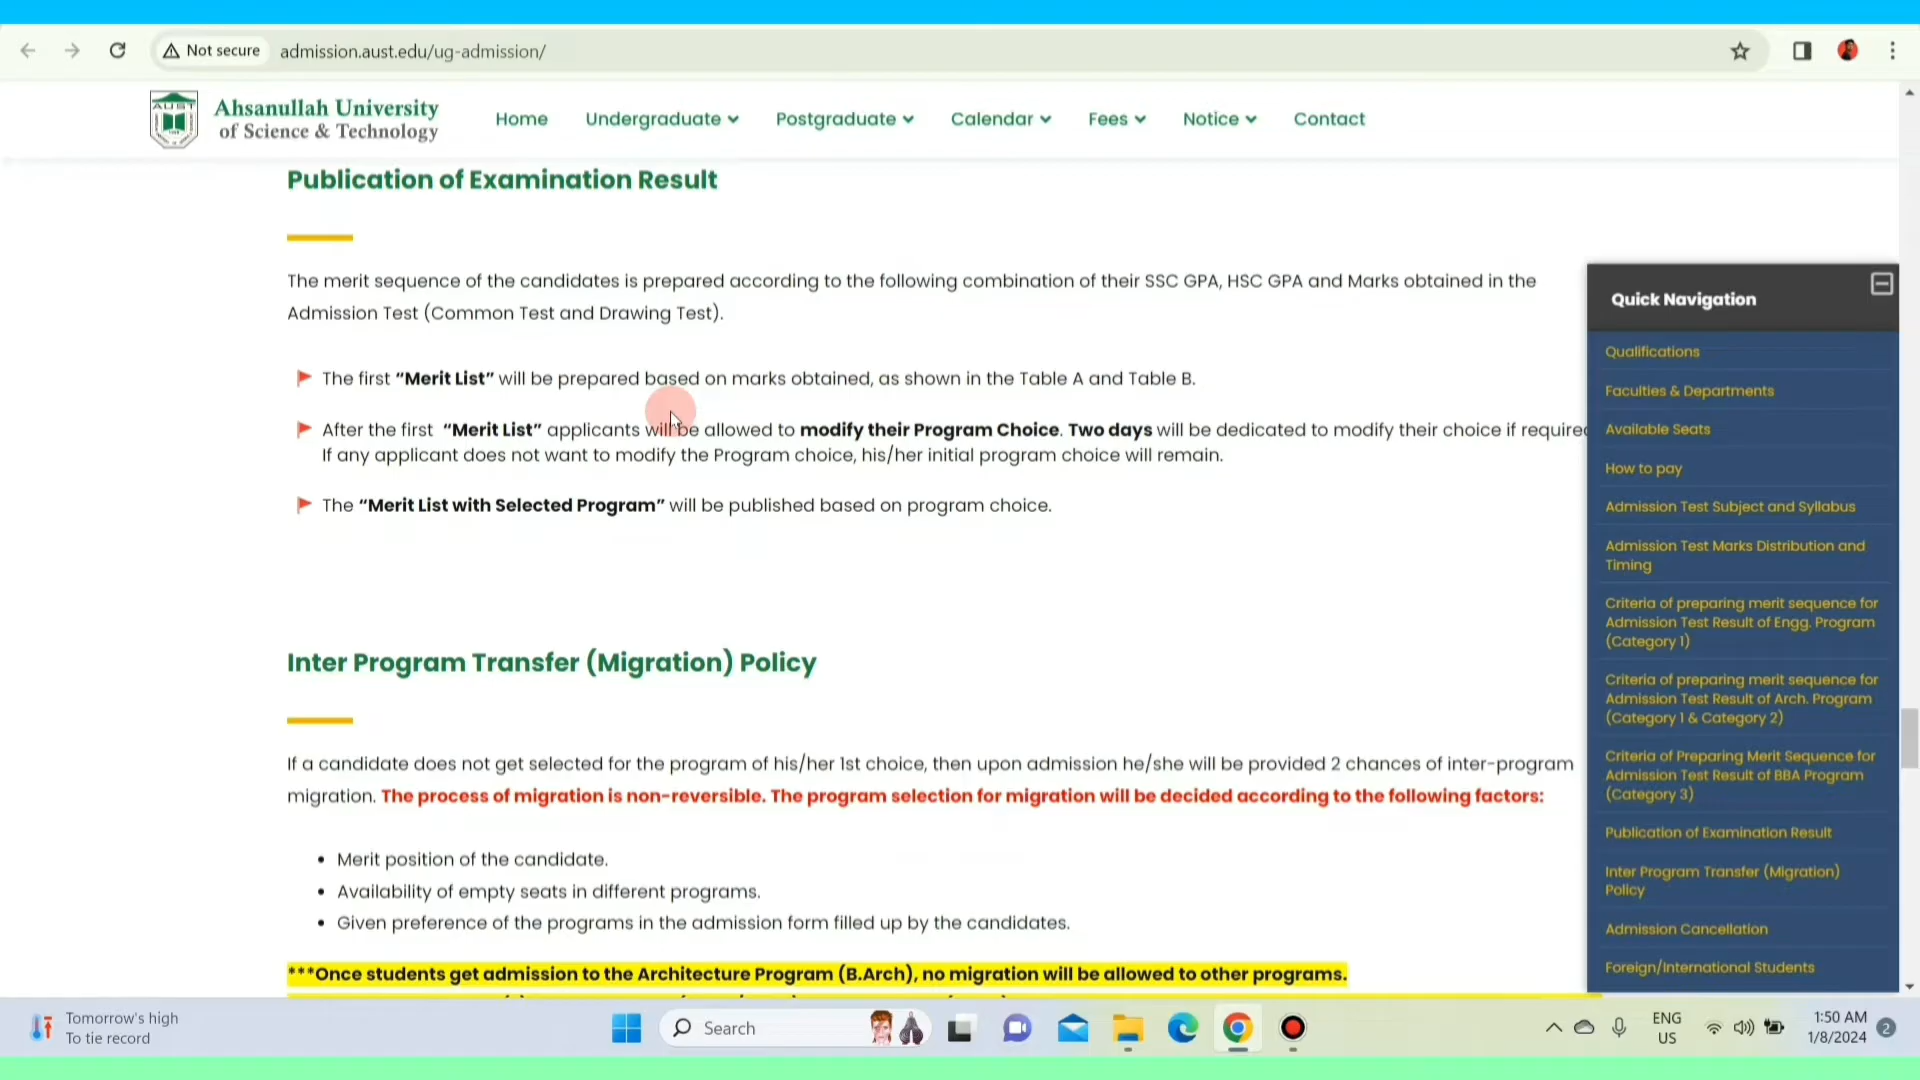 Not secure
admission.aust.edu/ug-admission/
AUST
Ahsanullah University
of Science & Technology
Home
Undergraduate
Postgraduate
Calendar
Fees
Notice
Contact
Publication of Examination Result
The merit sequence of the candidates is prepared according to the following combination of their SSC GPA, HSC GPA and Marks obtained in the
Admission Test (Common Test and Drawing Test).
The first “Merit List” will be prepared based on marks obtained, as shown in the Table A and Table B.
After the first “Merit List” applicants will be allowed to modify their Program Choice. Two days will be dedicated to modify their choice if require
If any applicant does not want to modify the Program choice, his/her initial program choice will remain.
The “Merit List with Selected Program” will be published based on program choice.
Inter Program Transfer (Migration) Policy
If a candidate does not get selected for the program of his/her 1st choice, then upon admission he/she will be provided 2 chances of inter-program
migration. The process of migration is non-reversible. The program selection for migration will be decided according to the following factors:
• Merit position of the candidate.
• Availability of empty seats in different programs.
• Given preference of the programs in the admission form filled up by the candidates.
***Once students get admission to the Architecture Program (B.Arch), no migration will be allowed to other programs.
Quick Navigation
Qualifications
Faculties & Departments
Available Seats
How to pay
Admission Test Subject and Syllabus
Admission Test Marks Distribution and
Timing
Criteria of preparing merit sequence for
Admission Test Result of Engg. Program
(Category 1)
Criteria of preparing merit sequence for
Admission Test Result of Arch. Program
(Category 1 & Category 2)
Criteria of Preparing Merit Sequence for
Admission Test Result of BBA Program
(Category 3)
Publication of Examination Result
Inter Program Transfer (Migration)
Policy
Admission Cancellation
Foreign/International Students
Tomorrow's high
To tie record
Search
ENG
US
1:50 AM
1/8/2024
2